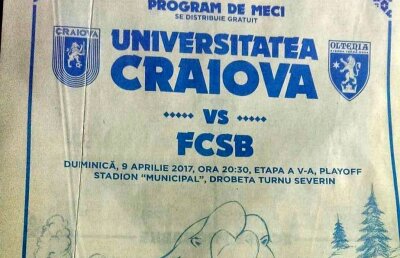 PROGRAM DE MECI
SE DISTRIBUIE GRATUIT
CRAIOVA
UNIVERSITATEA
OLTENIA
CRAIOVA
VS
FCSB
DUIMINICĂ, 9 APRILIE 2017, ORA 20:30, ETAPA A V-A, PLAYOFF
STADION "MUNICIPAL", DROBETA TURNU SEVERIN